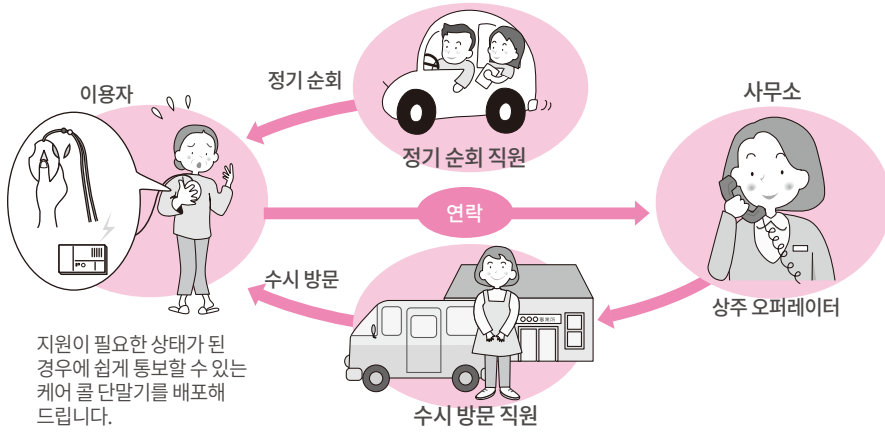 정기 순회
이용자
사무소
정기 순회 직원
연락
수시 방문
○○○事業所
상주 오퍼레이터
지원이 필요한 상태가 된
경우에 쉽게 통보할 수 있는
케어 콜 단말기를 배포해
드립니다.
수시 방문 직원